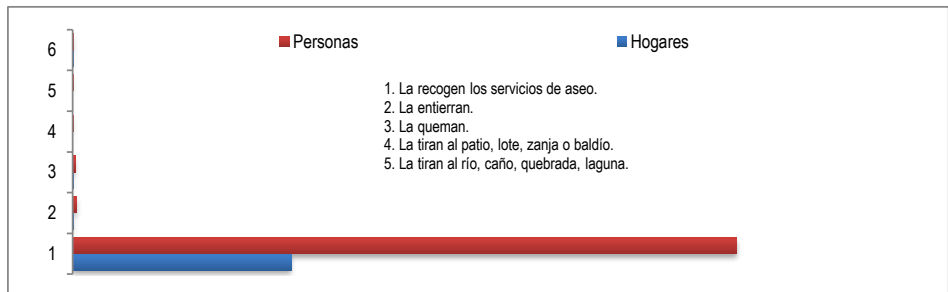 Personas Hogares
6
5
4
3
2
1
1. La recogen los servicios de aseo.
2. La entierran.
3. La queman.
4. La tiran al patio, lote, zanja o baldío.
5. La tiran al río, caño, quebrada, laguna.